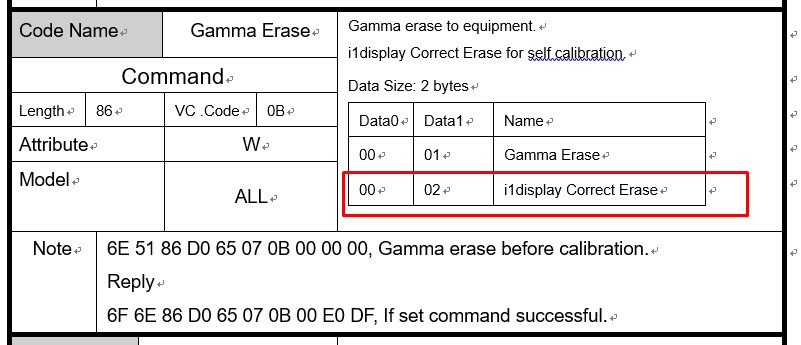 Code Name
Gamma Erase
Command
Length
86
VC .Code
0B
Attribute
W
Model
ALL
Gamma erase to equipment.
i1display Correct Erase for self calibration.
Data Size: 2 bytes
Data0 Data1 Name
00 01 Gamma Erase
00 02 i1display Correct Erase
Note
6E 51 86 D0 65 07 0B 00 00 00, Gamma erase before calibration.
Reply
6F 6E 86 D0 65 07 0B 00 E0 DF, If set command successful.